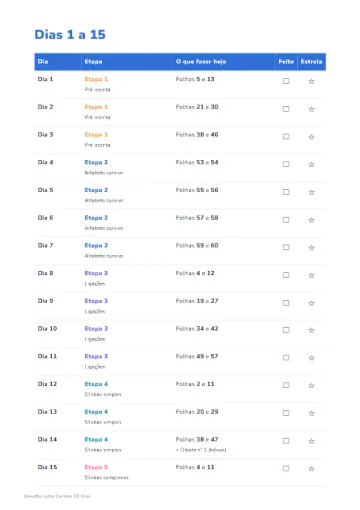 Dias 1 a 15
Dia Etapa O que fazer hoje Feito Estrela
Dia 1 Etapa 1 Folhas 5 e 13
Pré-escrita
Dia 2 Etapa 1 Folhas 21 e 30
Pré-escrita
Dia 3 Etapa 1 Folhas 38 e 46
Pré-escrita
Dia 4 Etapa 2 Folhas 53 e 54
Alfabeto cursivo
Dia 5 Etapa 2 Folhas 55 e 56
Alfabeto cursivo
Dia 6 Etapa 2 Folhas 57 e 58
Alfabeto cursivo
Dia 7 Etapa 2 Folhas 59 e 60
Alfabeto cursivo
Dia 8 Etapa 3 Folhas 4 e 12
Ligações
Dia 9 Etapa 3 Folhas 19 e 27
Ligações
Dia 10 Etapa 3 Folhas 34 e 42
Ligações
Dia 11 Etapa 3 Folhas 49 e 57
Ligações
Dia 12 Etapa 4 Folhas 2 e 11
Sílabas simples
Dia 13 Etapa 4 Folhas 20 e 29
Sílabas simples
Dia 14 Etapa 4 Folhas 38 e 47
Sílabas simples + Ditado nº 1 (bônus)
Dia 15 Etapa 5 Folhas 4 e 11
Sílabas complexas
Desafio Letra Cursiva 30 Dias